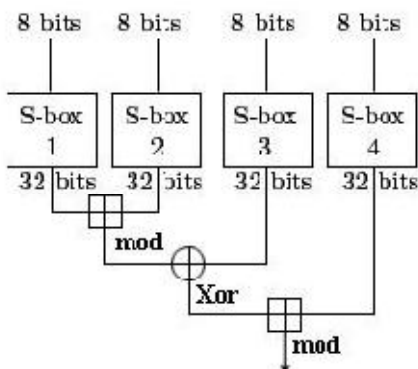 8 bits 8 bits 8 bits 8 bits
S-box S-box S-box S-box
1 2 3 4
32 bits 32 bits 32 bits 32 bits
mod
Xor
mod